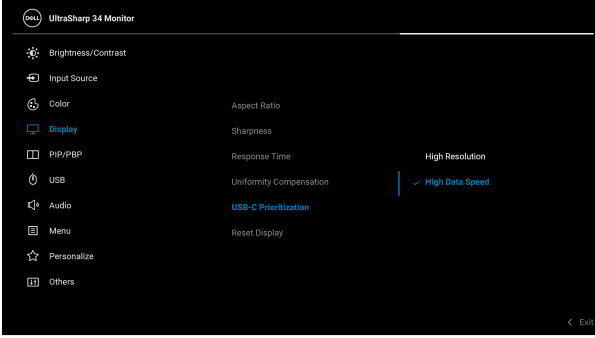 DELL UltraSharp 34 Monitor
Brightness/Contrast
Input Source
Color
Display
PIP/PBP
USB
Audio
Menu
Personalize
Others
Aspect Ratio
Sharpness
Response Time
Uniformity Compensation
USB-C Prioritization
Reset Display
High Resolution
High Data Speed
Exit